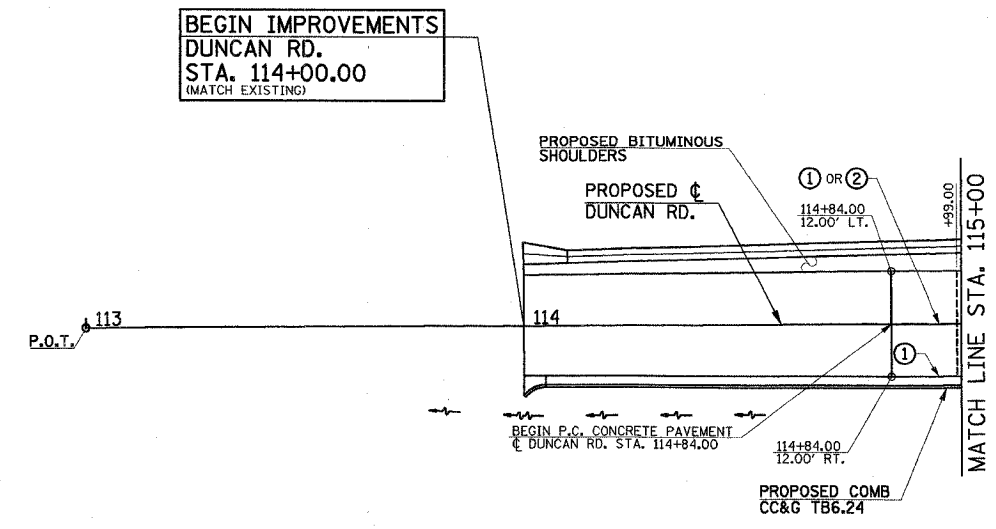 BEGIN IMPROVEMENTS
DUNCAN RD.
STA. 114+00.00
(MATCH EXISTING)
PROPOSED BITUMINOUS
SHOULDERS
PROPOSED ℄
DUNCAN RD.
① OR ②
114+84.00
12.00' LT.
+99.00
MATCH LINE STA. 115+00
113
P.O.T.
114
①
BEGIN P.C. CONCRETE PAVEMENT
℄ DUNCAN RD. STA. 114+84.00
114+84.00
12.00' RT.
PROPOSED COMB
CC&G TB6.24